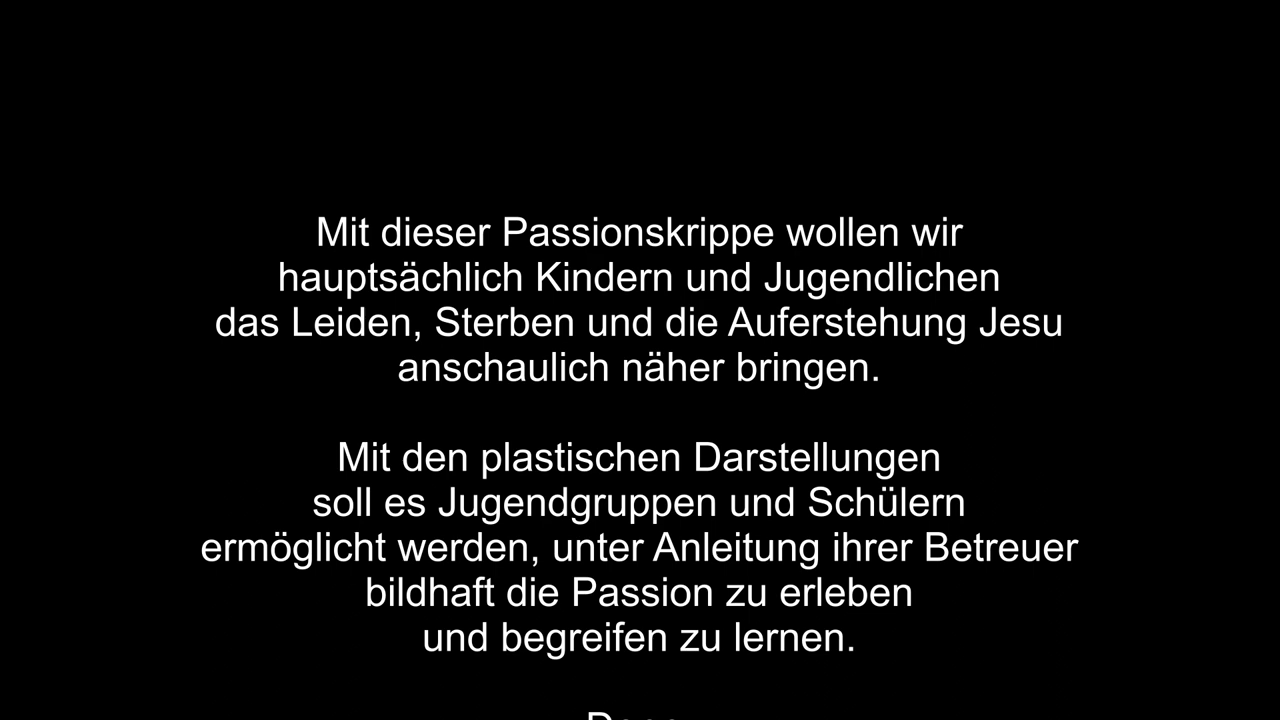 Mit dieser Passionskrippe wollen wir
hauptsächlich Kindern und Jugendlichen
das Leiden, Sterben und die Auferstehung Jesu
anschaulich näher bringen.
Mit den plastischen Darstellungen
soll es Jugendgruppen und Schülern
ermöglicht werden, unter Anleitung ihrer Betreuer
bildhaft die Passion zu erleben
und begreifen zu lernen.